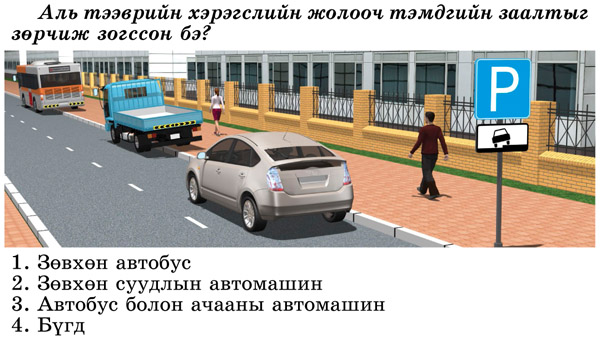 Аль тээврийн хэрэгслийн жолооч тэмдгийн заалтыг
зөрчиж зогссон бэ?
P
1. Зөвхөн автобус
2. Зөвхөн суудлын автомашин
3. Автобус болон ачааны автомашин
4. Бүгд